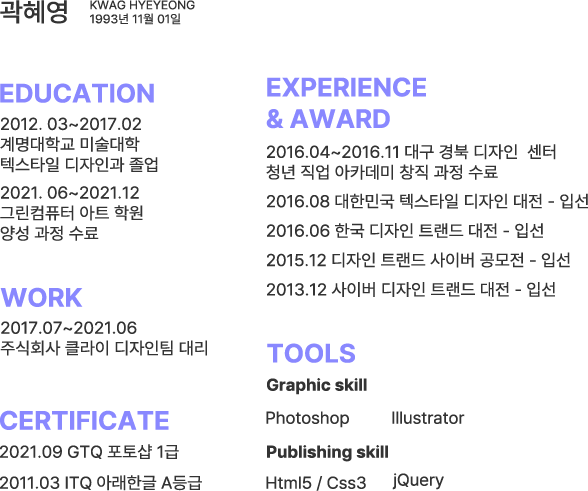 곽혜영
KWAG HYEYEONG
1993년 11월 01일
EDUCATION
2012. 03~2017.02
계명대학교 미술대학
텍스타일 디자인과 졸업
2021. 06~2021.12
그린컴퓨터 아트 학원
양성 과정 수료
WORK
2017.07~2021.06
주식회사 클라이 디자인팀 대리
CERTIFICATE
2021.09 GTQ 포토샵 1급
2011.03 ITQ 아래한글 A등급
EXPERIENCE
& AWARD
2016.04~2016.11 대구 경북 디자인 센터
청년 직업 아카데미 창직 과정 수료
2016.08 대한민국 텍스타일 디자인 대전 - 입선
2016.06 한국 디자인 트랜드 대전 - 입선
2015.12 디자인 트랜드 사이버 공모전 - 입선
2013.12 사이버 디자인 트랜드 대전 - 입선
TOOLS
Graphic skill
Photoshop Illustrator
Publishing skill
Html5 / Css3 jQuery